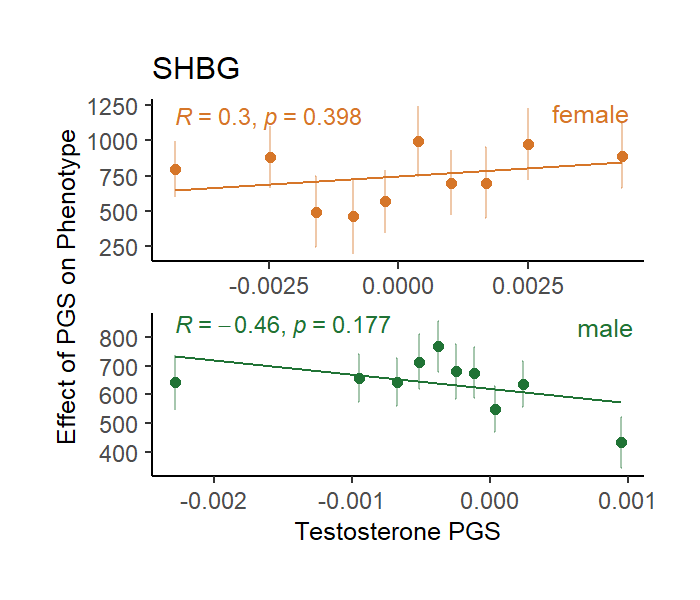 SHBG
Effect of PGS on Phenotype
R = 0.3, p = 0.398
female
1250
1000
750
500
250
-0.0025
0.0000
0.0025
R = −0.46, p = 0.177
male
800
700
600
500
400
-0.002
-0.001
0.000
0.001
Testosterone PGS